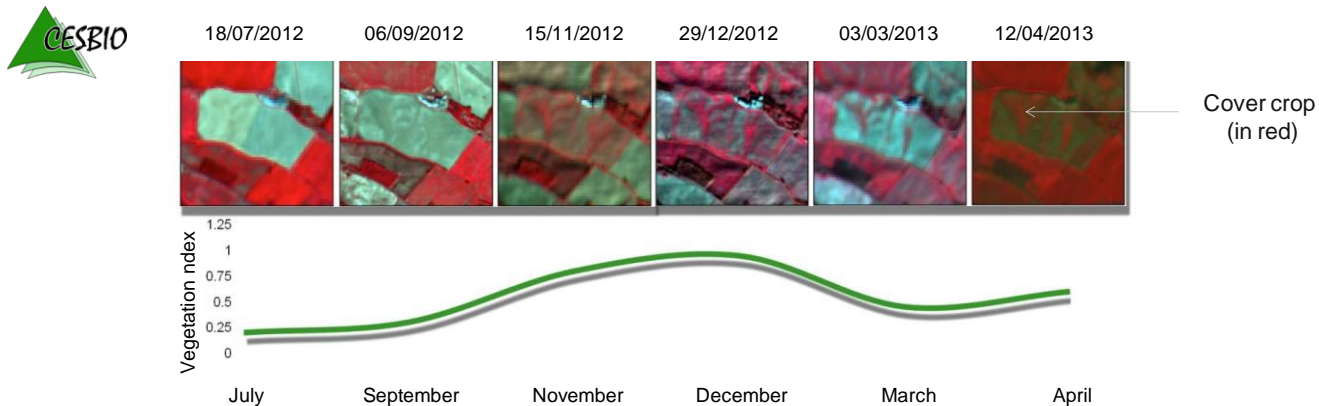 CESBIO
18/07/2012 06/09/2012 15/11/2012 29/12/2012 03/03/2013 12/04/2013
Cover crop
(in red)
Vegetation ndex
1.25
1
0.75
0.5
0.25
0
July September November December March April